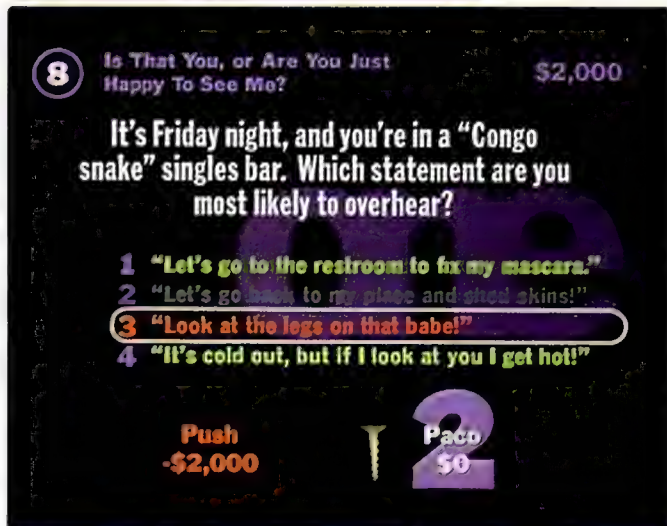 8
Is That You, or Are You Just
Happy To See Me?
$2,000
It's Friday night, and you're in a "Congo
snake" singles bar. Which statement are you
most likely to overhear?
1 "Let's go to the restroom to fix my mascara."
2 "Let's go back to my place and shed skins!"
3 "Look at the legs on that babe!"
4 "It's cold out, but if I look at you I get hot!"
Push
-$2,000
2
Paco
$0